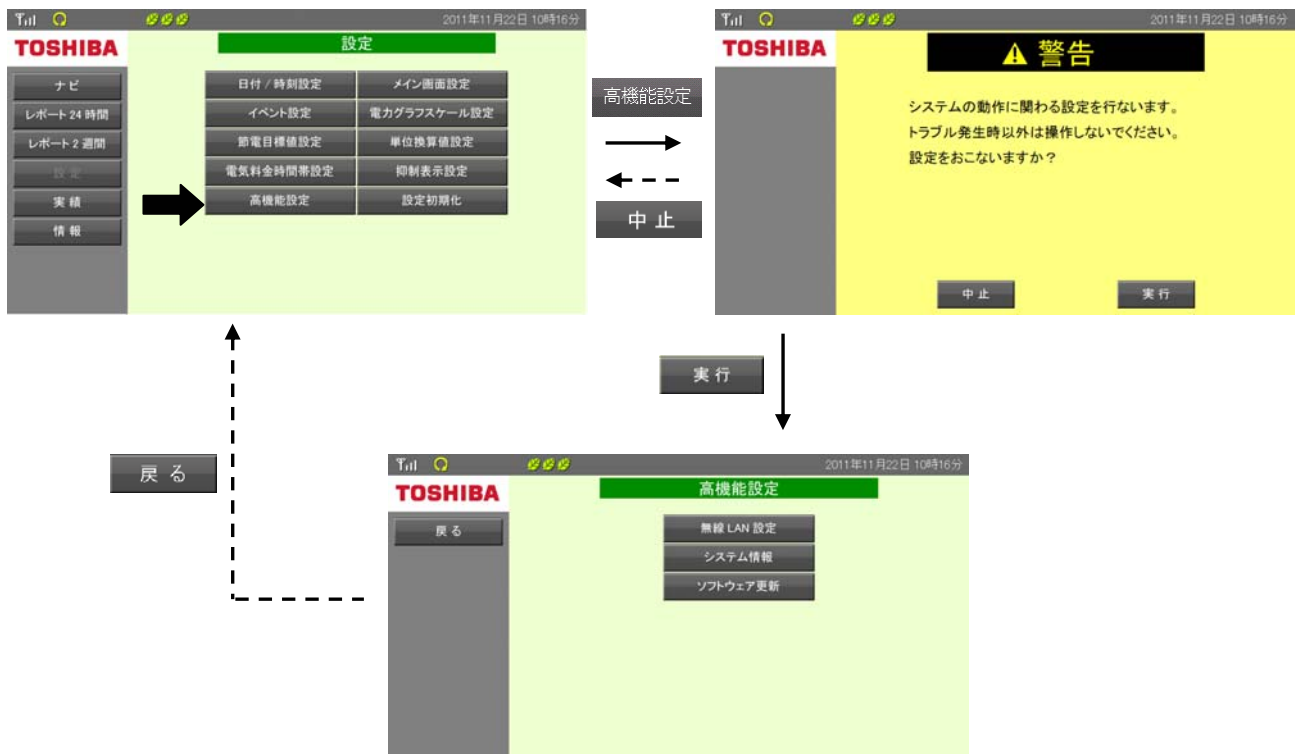 2011年11月22日 10時16分
TOSHIBA
設定
ナビ
レポート 24 時間
レポート 2 週間
設 定
実 績
情 報
日付 / 時刻設定
メイン画面設定
イベント設定
電力グラフスケール設定
節電目標値設定
単位換算値設定
電気料金時間帯設定
抑制表示設定
高機能設定
設定初期化
高機能設定
中 止
2011年11月22日 10時16分
TOSHIBA
警告
システムの動作に関わる設定を行ないます。
トラブル発生時以外は操作しないでください。
設定をおこないますか？
中 止
実 行
実 行
戻 る
2011年11月22日 10時16分
TOSHIBA
高機能設定
戻 る
無線 LAN 設定
システム情報
ソフトウェア更新